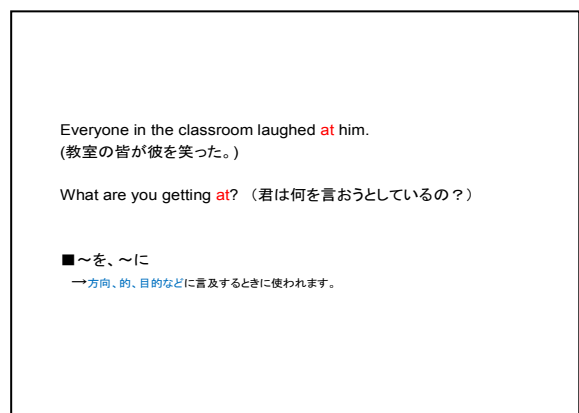 Everyone in the classroom laughed at him.
(教室の皆が彼を笑った。)
What are you getting at? （君は何を言おうとしているの？）
■～を、～に
→方向、的、目的などに言及するときに使われます。